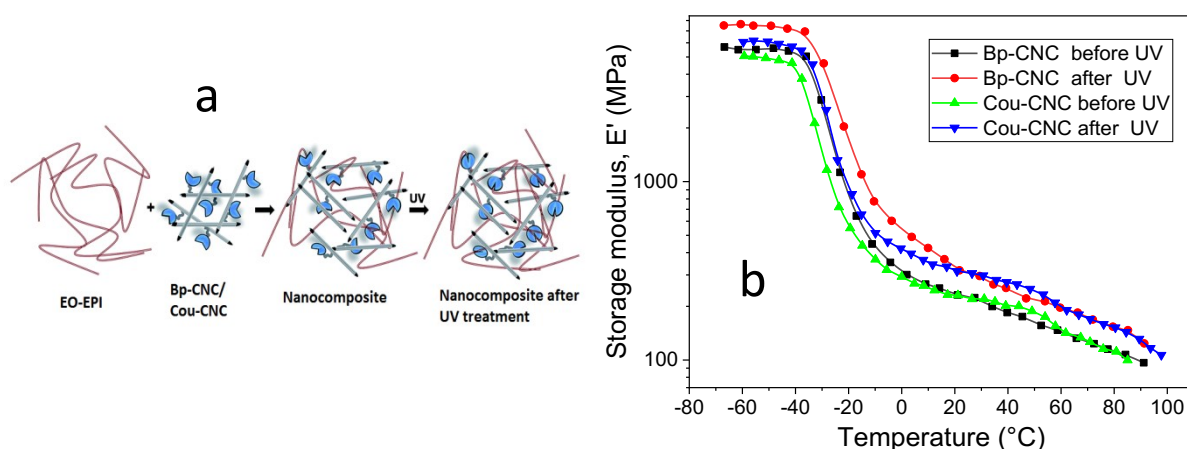 a
EO-EPI
+
Bp-CNC/
Cou-CNC
Nanocomposite
UV
Nanocomposite after
UV treatment
b
Storage modulus, E' (MPa)
1000
100
-80 -60 -40 -20 0 20 40 60 80 100
Temperature (°C)
Bp-CNC before UV
Bp-CNC after UV
Cou-CNC before UV
Cou-CNC after UV